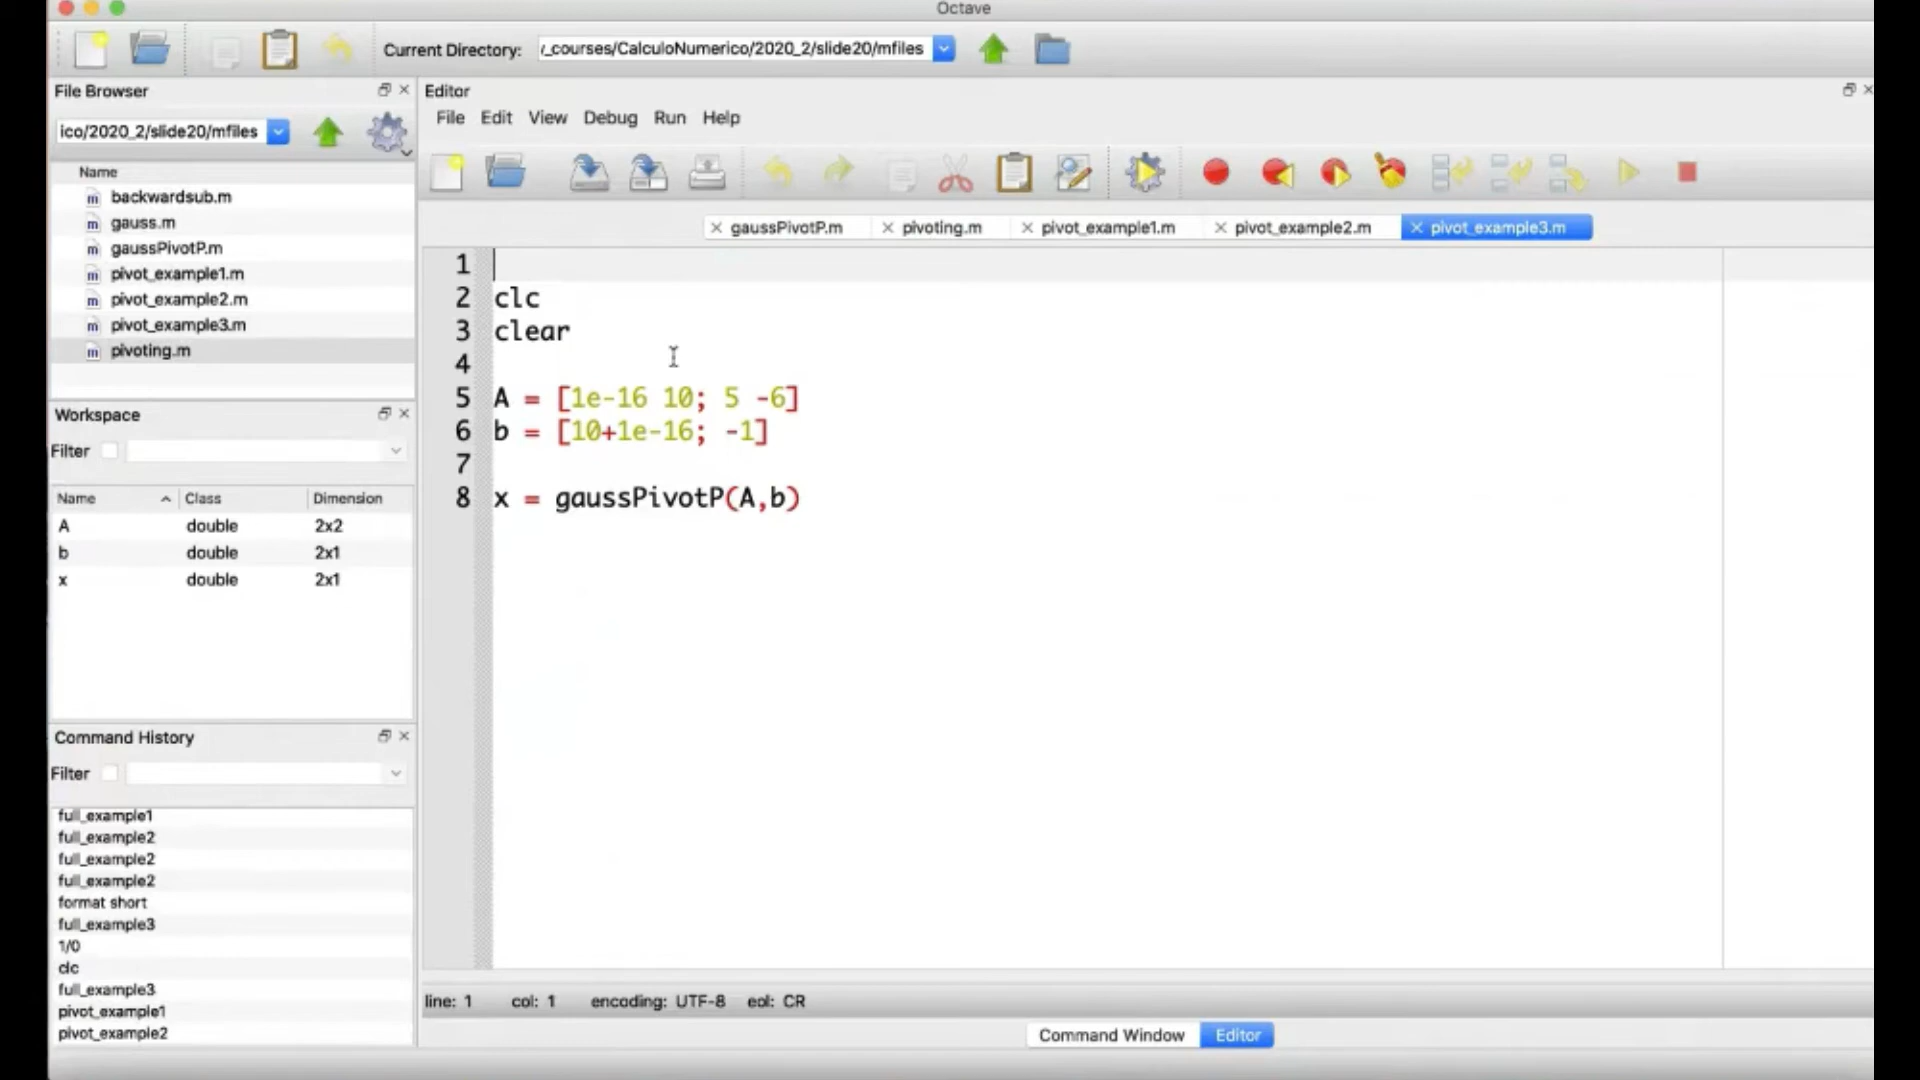 Octave
Current Directory: /_courses/CalculoNumerico/2020_2/slide20/mfiles
File Browser
ico/2020_2/slide20/mfiles
Name
backwardsub.m
gauss.m
gaussPivotP.m
pivot_example1.m
pivot_example2.m
pivot_example3.m
pivoting.m
Workspace
Filter
Name Class Dimension
A double 2x2
b double 2x1
x double 2x1
Command History
Filter
full_example1
full_example2
full_example2
full_example2
format short
full_example3
1/0
clc
full_example3
pivot_example1
pivot_example2
Editor
File Edit View Debug Run Help
gaussPivotP.m pivoting.m pivot_example1.m pivot_example2.m pivot_example3.m
1
2 clc
3 clear
4
5 A = [1e-16 10; 5 -6]
6 b = [10+1e-16; -1]
7
8 x = gaussPivotP(A,b)
line: 1 col: 1 encoding: UTF-8 eol: CR
Command Window Editor